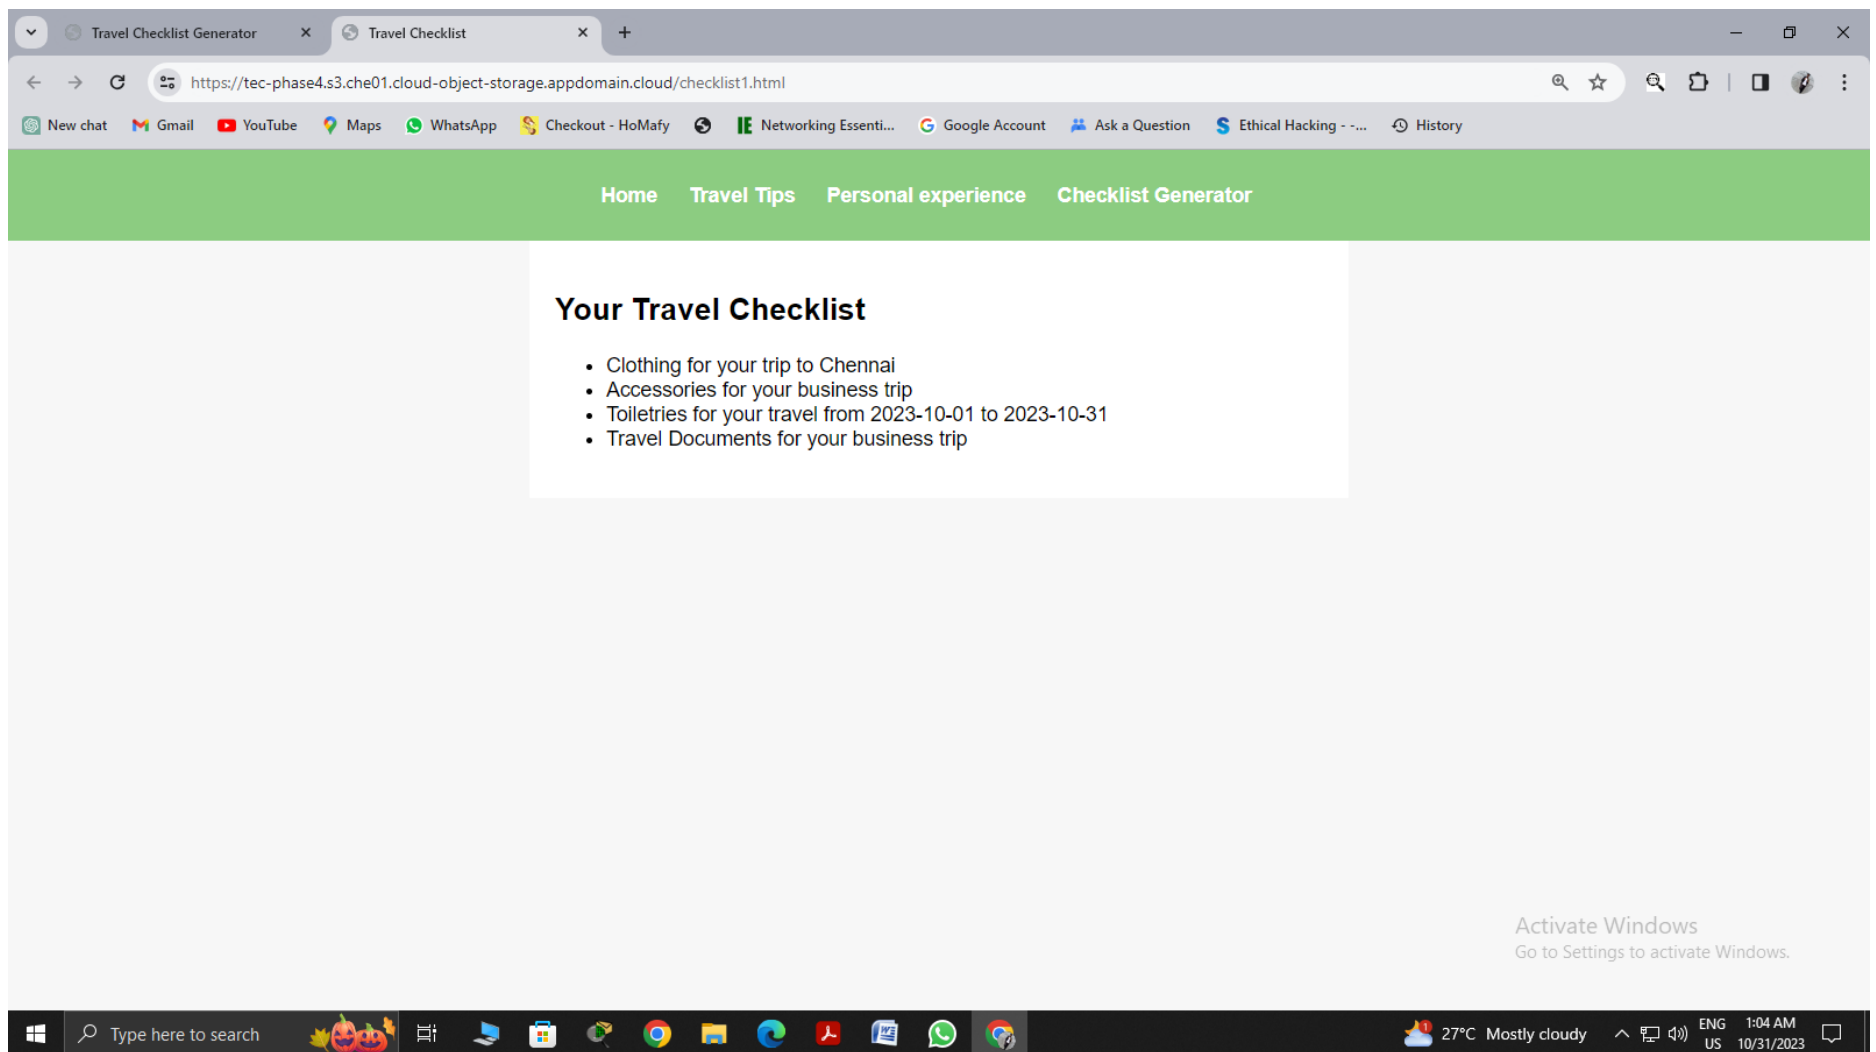 Travel Checklist Generator
Travel Checklist
https://tec-phase4.s3.che01.cloud-object-storage.appdomain.cloud/checklist1.html
New chat Gmail YouTube Maps WhatsApp Checkout - HoMafy Networking Essenti... Google Account Ask a Question Ethical Hacking - -... History
Home Travel Tips Personal experience Checklist Generator
Your Travel Checklist
• Clothing for your trip to Chennai
• Accessories for your business trip
• Toiletries for your travel from 2023-10-01 to 2023-10-31
• Travel Documents for your business trip
Activate Windows
Go to Settings to activate Windows.
Type here to search
27°C Mostly cloudy
ENG
US
1:04 AM
10/31/2023